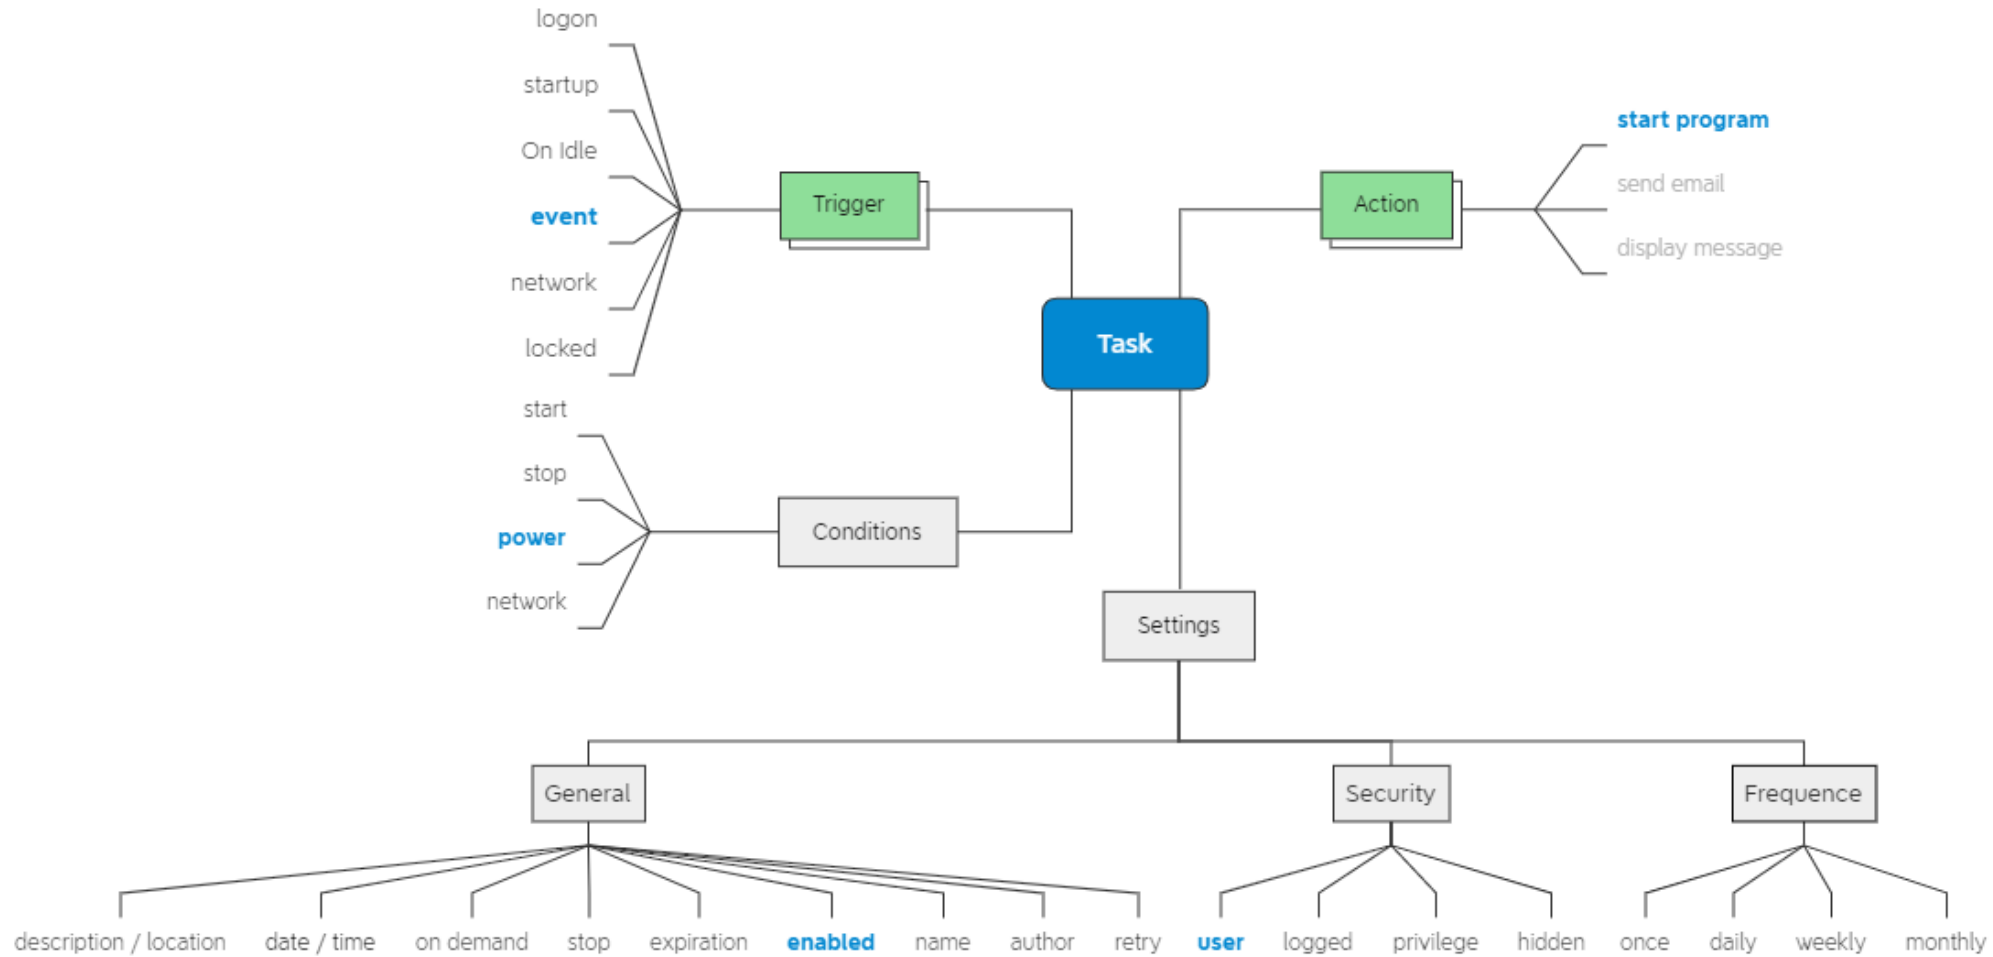 logon
startup
On Idle
event
network
locked
Trigger
start program
send email
display message
Action
Task
start
stop
power
network
Conditions
Settings
General
Security
Frequence
description / location
date / time
on demand
stop
expiration
enabled
name
author
retry
user
logged
privilege
hidden
once
daily
weekly
monthly